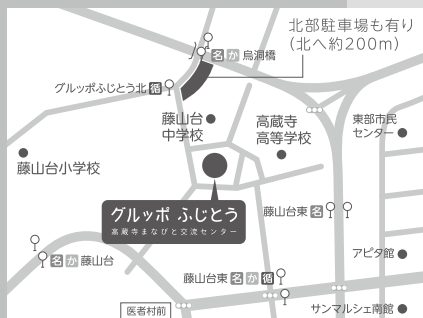 北部駐車場も有り
(北へ約200m)
名 か 烏洞橋
グルッポふじとう北 循
藤山台
中学校
高蔵寺
高等学校
東部市民
センター
藤山台小学校
グルッポ ふじとう
高蔵寺まなびと交流センター
藤山台東 名
名 か 藤山台
アピタ館
藤山台東 名 か 循
医者村前
サンマルシェ南館